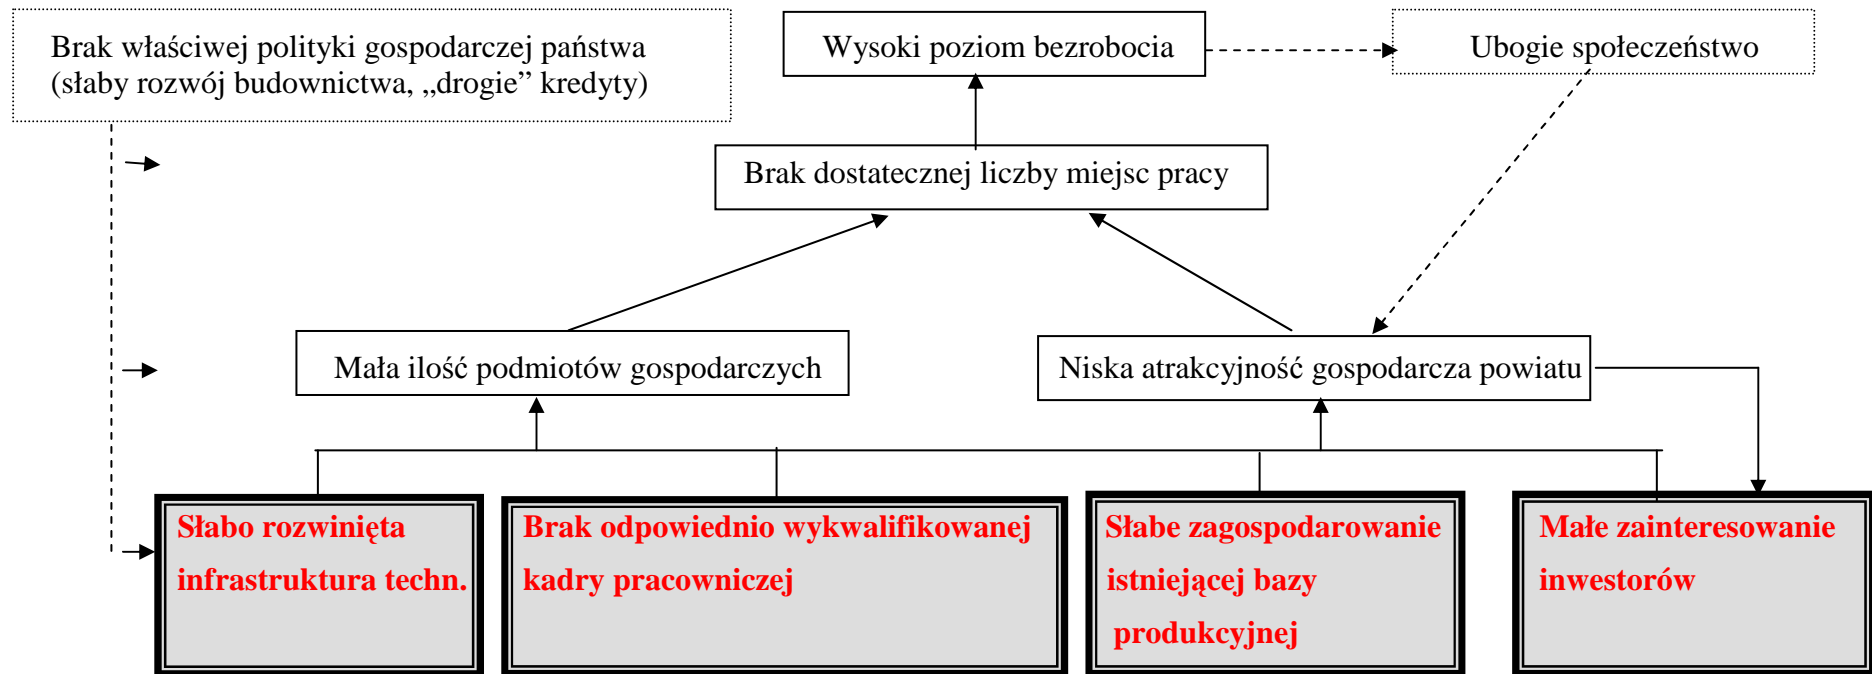 Brak właściwej polityki gospodarczej państwa
(słaby rozwój budownictwa, „drogie” kredyty)
Wysoki poziom bezrobocia
Ubogie społeczeństwo
Brak dostatecznej liczby miejsc pracy
Mała ilość podmiotów gospodarczych
Niska atrakcyjność gospodarcza powiatu
Słabo rozwinięta
infrastruktura techn.
Brak odpowiednio wykwalifikowanej
kadry pracowniczej
Słabe zagospodarowanie
istniejącej bazy
produkcyjnej
Małe zainteresowanie
inwestorów